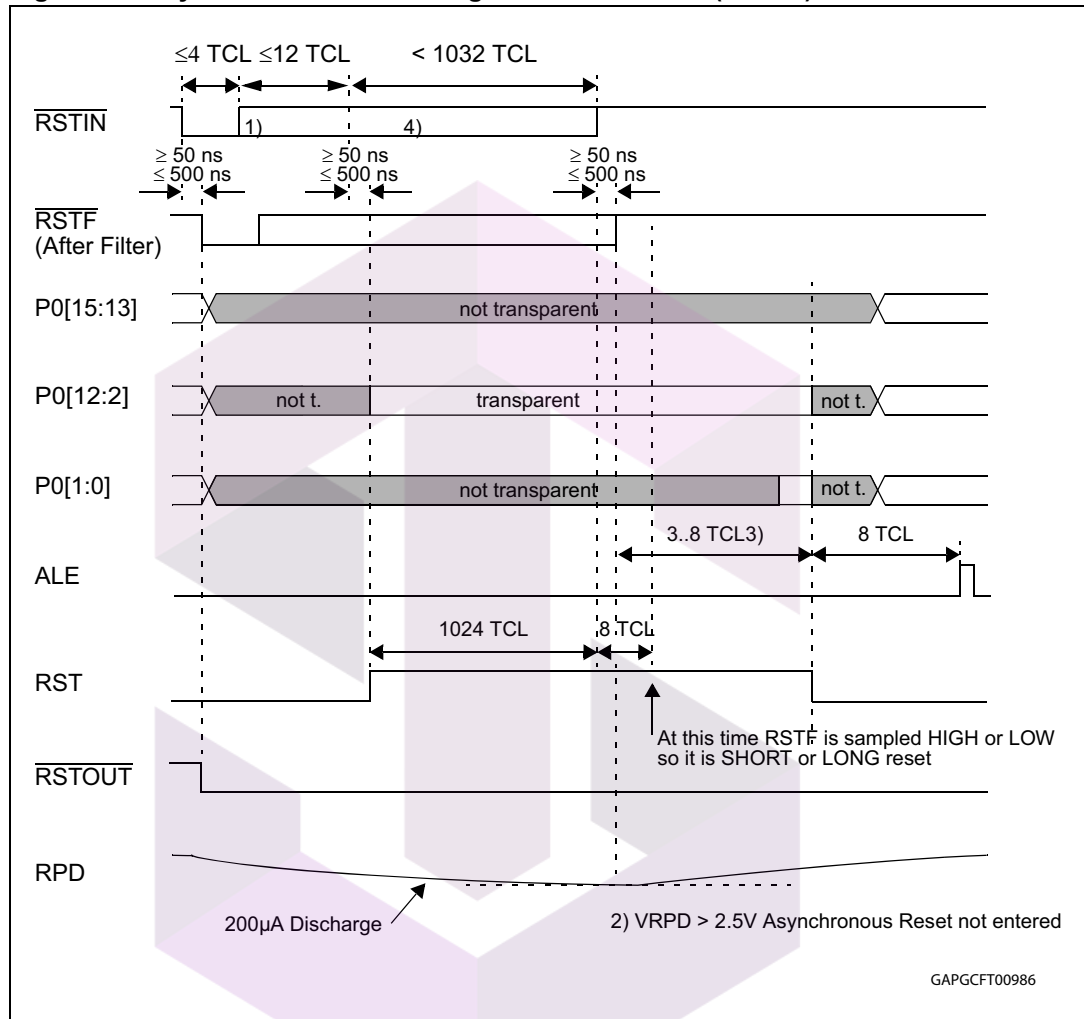 ≤4 TCL ≤12 TCL < 1032 TCL
RSTIN
1) 4)
≥ 50 ns ≥ 50 ns ≥ 50 ns
≤ 500 ns ≤ 500 ns ≤ 500 ns
RSTF
(After Filter)
P0[15:13] not transparent
P0[12:2] not t. transparent not t.
P0[1:0] not transparent not t.
3..8 TCL3) 8 TCL
ALE
1024 TCL 8 TCL
RST
At this time RSTF is sampled HIGH or LOW
so it is SHORT or LONG reset
RSTOUT
RPD
200µA Discharge 2) VRPD > 2.5V Asynchronous Reset not entered
GAPGCFT00986